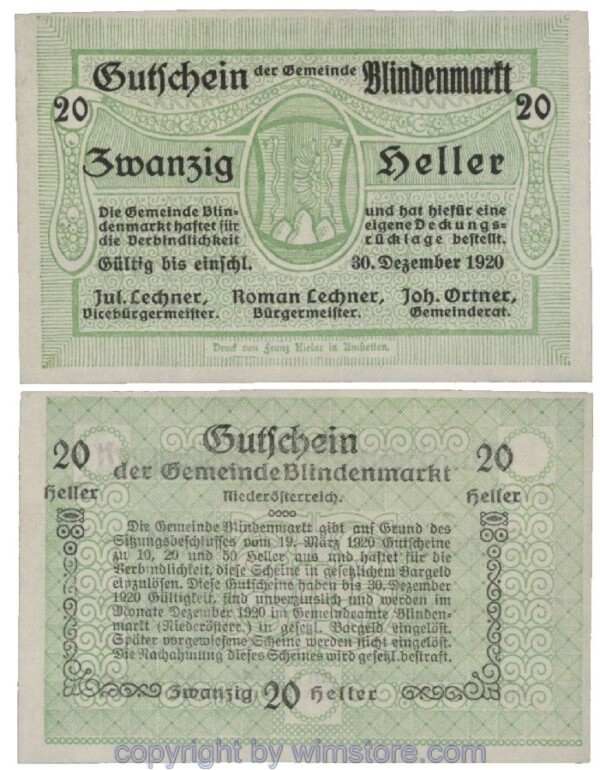 Gutschein der Gemeinde Blindenmarkt
20 20
Zwanzig Heller
Die Gemeinde Blin-
denmarkt haftet für
die Verbindlichkeit
und hat hiefür eine
eigene Deckungs-
rücklage bestellt.
Gültig bis einschl. 30. Dezember 1920
Jul. Lechner, Roman Lechner, Joh. Ortner,
Vicebürgermeister. Bürgermeister. Gemeinderat.
Druck von Franz in Amstetten.
20 Gutschein 20
der Gemeinde Blindenmarkt
Heller Niederösterreich. Heller
Die Gemeinde Blindenmarkt gibt auf Grund des
Sitzungsbeschlusses vom 19. März 1920 Gutscheine
zu 10, 20 und 50 Heller aus und haftet für die
Verbindlichkeit, diese Scheine in gesetzlichem Bargeld
einzulösen. Diese Gutscheine haben bis 30. Dezember
1920 Gültigkeit, sind unverzinslich und werden im
Monate Dezember 1920 im Gemeindeamte Blinden-
markt (Niederösterr.) in gesetzl. Bargeld eingelöst.
Später vorgewiesene Scheine werden nicht eingelöst.
Die Nachahmung dieses Scheines wird gesetzl. bestraft.
Zwanzig 20 Heller
copyright by wimstore.com